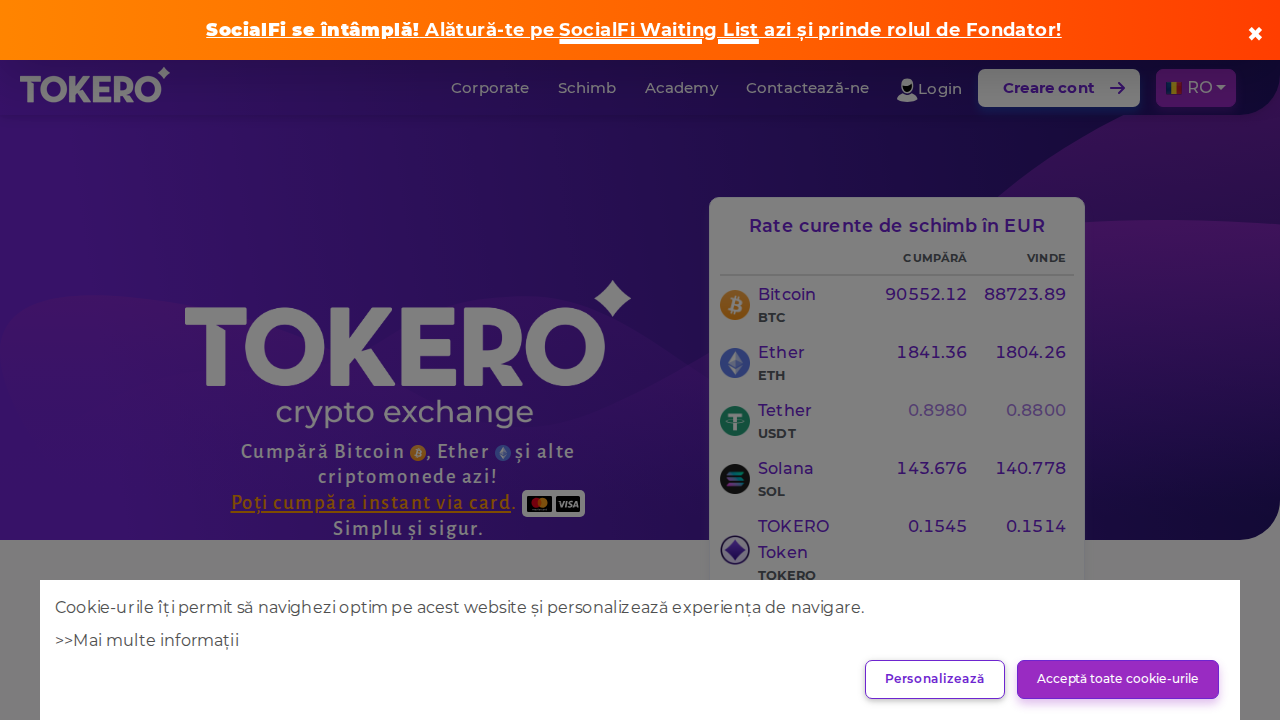 SocialFi se întâmplă! Alătură-te pe SocialFi Waiting List azi și prinde rolul de Fondator!
✖
TOKERO
Corporate
Schimb
Academy
Contactează-ne
Login
Creare cont
RO
TOKERO
crypto exchange
Cumpără Bitcoin, Ether și alte
criptomonede azi!
Poți cumpăra instant via card.
VISA
Simplu și sigur.
Rate curente de schimb în EUR
CUMPĂRĂ VINDE
Bitcoin 90552.12 88723.89
BTC
Ether 1841.36 1804.26
ETH
Tether 0.8980 0.8800
USDT
Solana 143.676 140.778
SOL
TOKERO 0.1545 0.1514
Token
TOKERO
Cookie-urile îți permit să navighezi optim pe acest website și personalizează experiența de navigare.
>>Mai multe informații
Personalizează
Acceptă toate cookie-urile